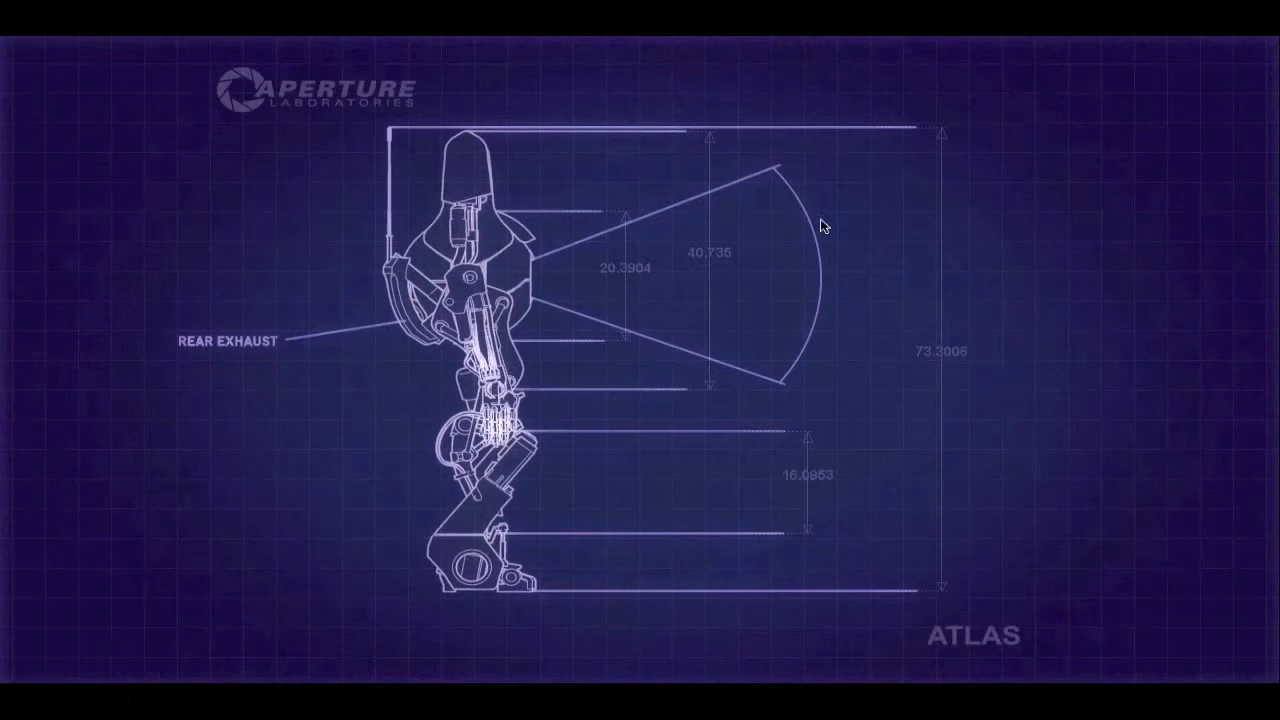 APERTURE
LABORATORIES
40.735
20.3904
REAR EXHAUST
73.3006
16.0953
ATLAS